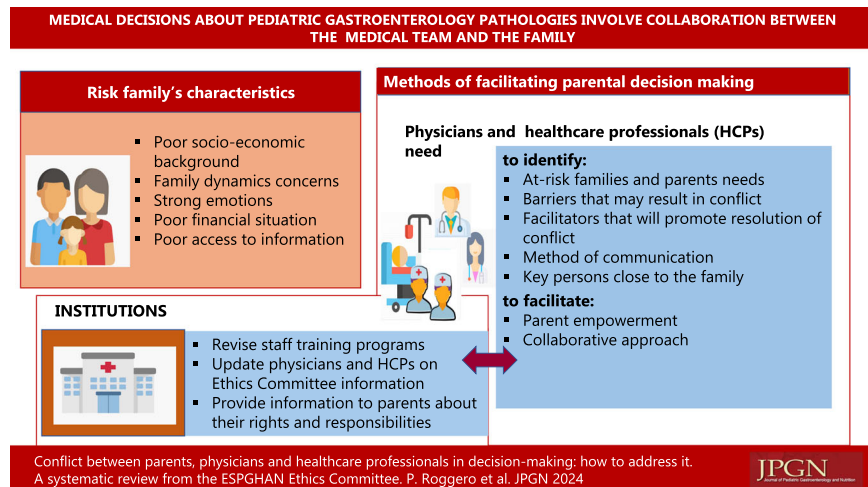 MEDICAL DECISIONS ABOUT PEDIATRIC GASTROENTEROLOGY PATHOLOGIES INVOLVE COLLABORATION BETWEEN
THE MEDICAL TEAM AND THE FAMILY
Risk family's characteristics
▪ Poor socio-economic
background
▪ Family dynamics concerns
▪ Strong emotions
▪ Poor financial situation
▪ Poor access to information
Methods of facilitating parental decision making
Physicians and healthcare professionals (HCPs)
need
to identify:
▪ At-risk families and parents needs
▪ Barriers that may result in conflict
▪ Facilitators that will promote resolution of
conflict
▪ Method of communication
▪ Key persons close to the family
to facilitate:
▪ Parent empowerment
▪ Collaborative approach
INSTITUTIONS
▪ Revise staff training programs
▪ Update physicians and HCPs on
Ethics Committee information
▪ Provide information to parents about
their rights and responsibilities
Conflict between parents, physicians and healthcare professionals in decision-making: how to address it.
A systematic review from the ESPGHAN Ethics Committee. P. Roggero et al. JPGN 2024
JPGN
Journal of Pediatric Gastroenterology and Nutrition